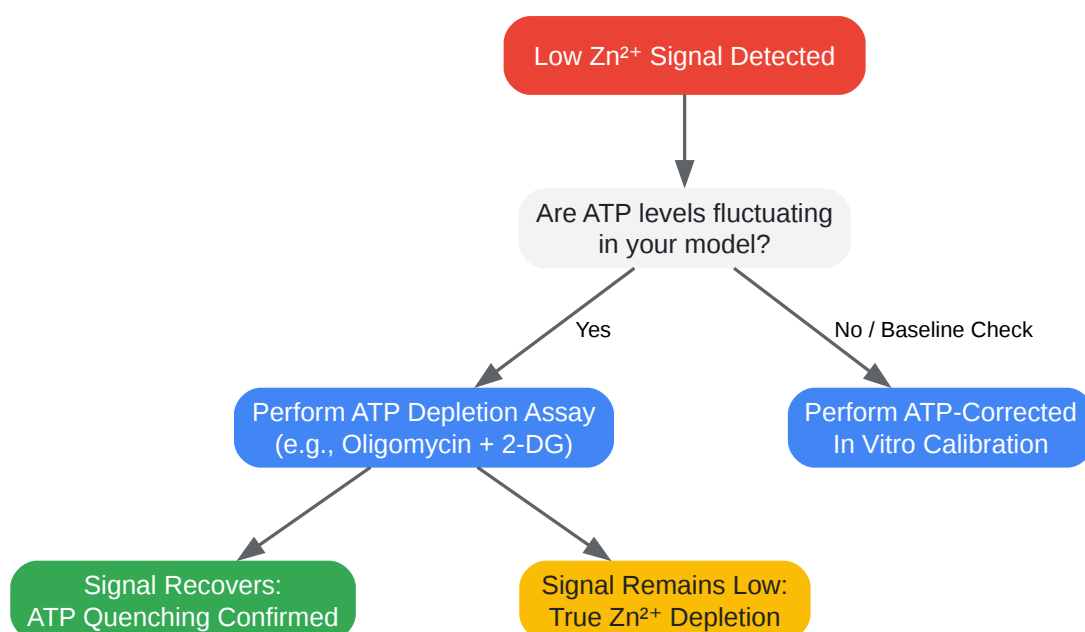 Low Zn²⁺ Signal Detected
Are ATP levels fluctuating
in your model?
Yes
No / Baseline Check
Perform ATP Depletion Assay
(e.g., Oligomycin + 2-DG)
Perform ATP-Corrected
In Vitro Calibration
Signal Recovers:
ATP Quenching Confirmed
Signal Remains Low:
True Zn²⁺ Depletion